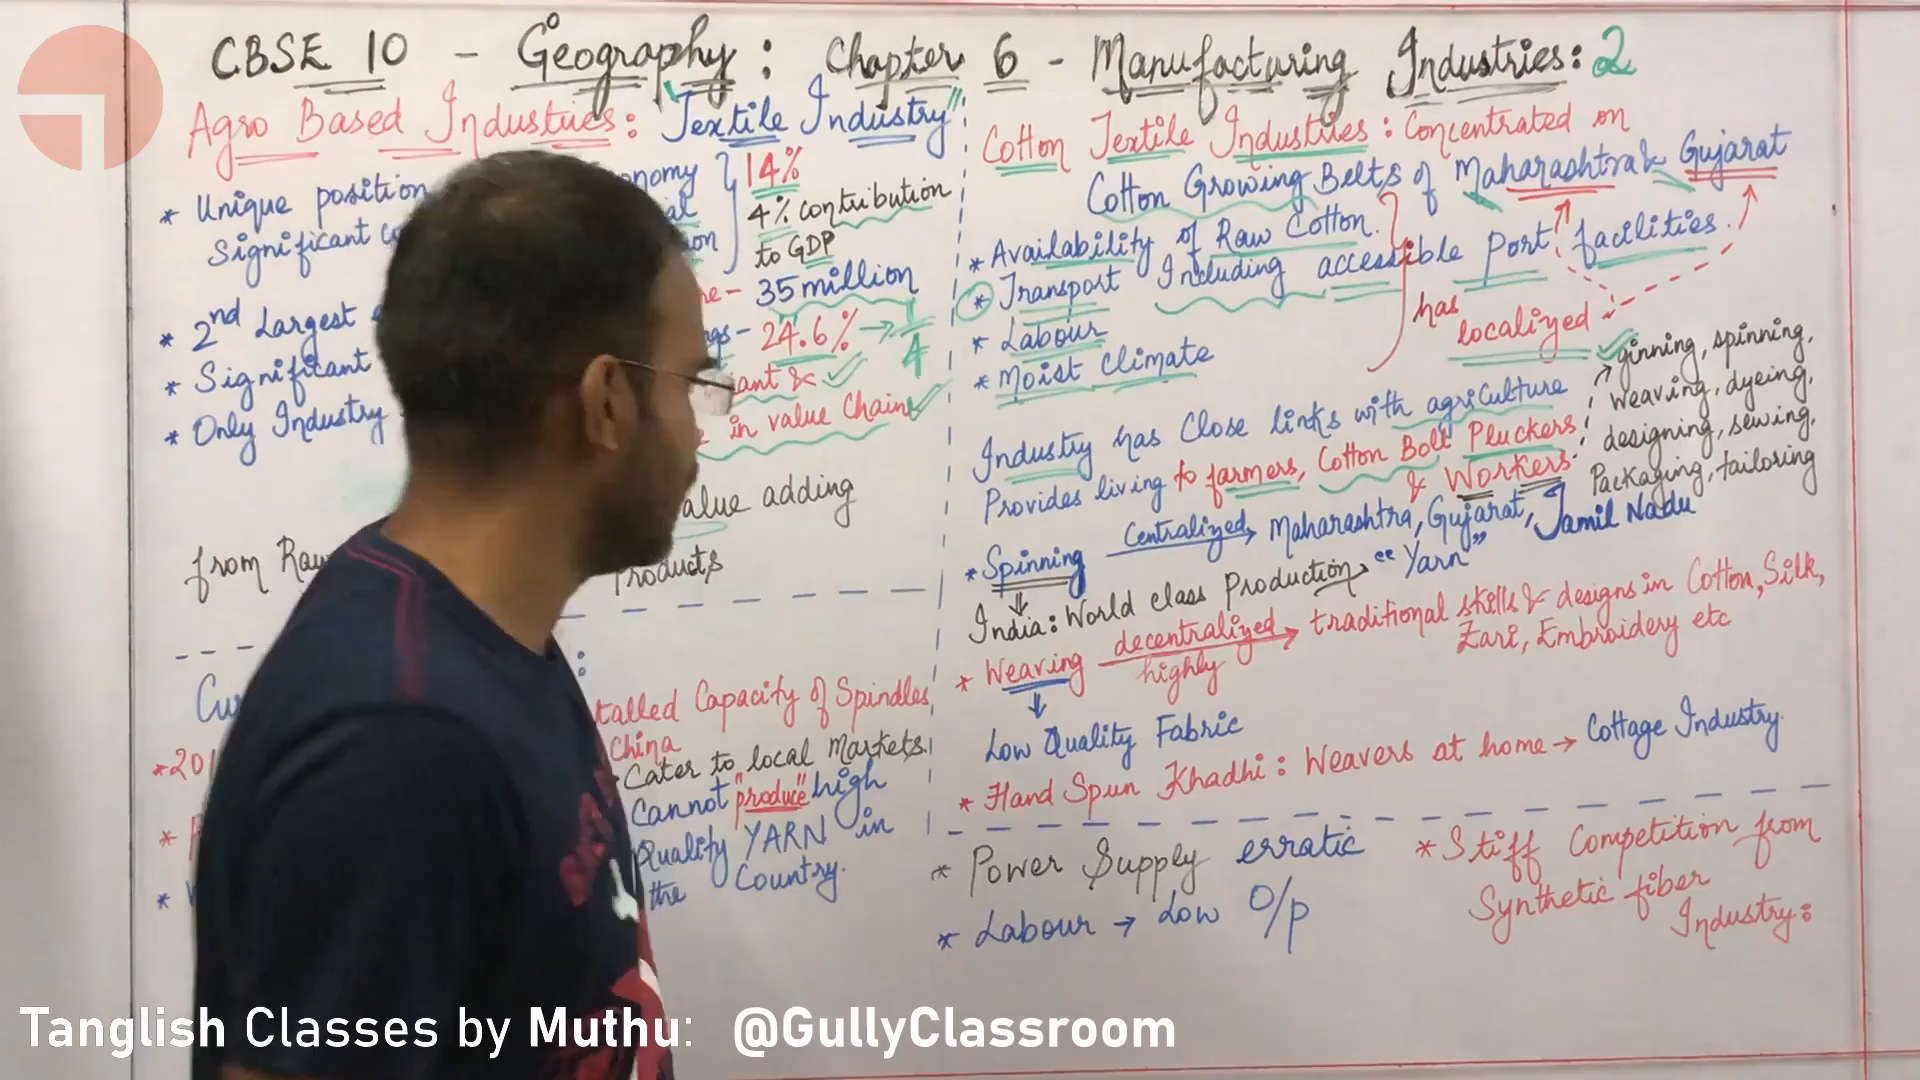 CBSE 10 - Geography: Chapter 6 - Manufacturing Industries: 2
Agro Based Industries: Textile Industry"
* Unique position
onomy
14%
Significant
4% contribution
to GDP
* 2nd Largest
35 million
* Significant
24.6% → 1/4
* Only Industry
&
in value chain
adding
from Raw
Products
Capacity of Spindles
China
Cater to local Markets.
Cannot "produce" high
Quality YARN in
the Country.
Cotton Textile Industries: Concentrated on
Cotton Growing Belts of Maharashtra & Gujarat
* Availability of Raw Cotton.
* Transport Including accessible Port facilities.
* Labour
* Moist Climate
has
localized
Industry has close links with agriculture
Provides living to farmers, Cotton Boll Pluckers
& Workers.
ginning, spinning,
weaving, dyeing,
designing, sewing,
Packaging, tailoring
* Spinning centralized → Maharashtra, Gujarat, Tamil Nadu
India: World class Production → "Yarn"
* Weaving decentralized highly → traditional skills & designs in Cotton, Silk,
Zari, Embroidery etc
Low Quality Fabric
* Hand Spun Khadhi: Weavers at home → Cottage Industry.
* Power Supply erratic
* Labour → Low O/p
* Stiff Competition from
Synthetic fiber
Industry:
Tanglish Classes by Muthu: @GullyClassroom